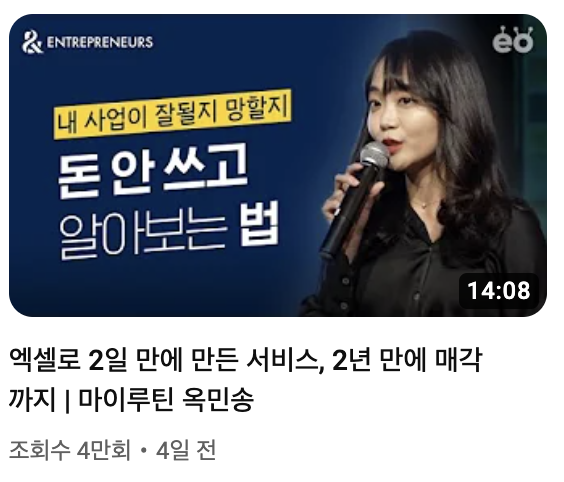 & ENTREPRENEURS
eo
내 사업이 잘될지 망할지
돈 안 쓰고
알아보는 법
14:08
엑셀로 2일 만에 만든 서비스, 2년 만에 매각
까지 | 마이루틴 옥민송
조회수 4만회 • 4일 전